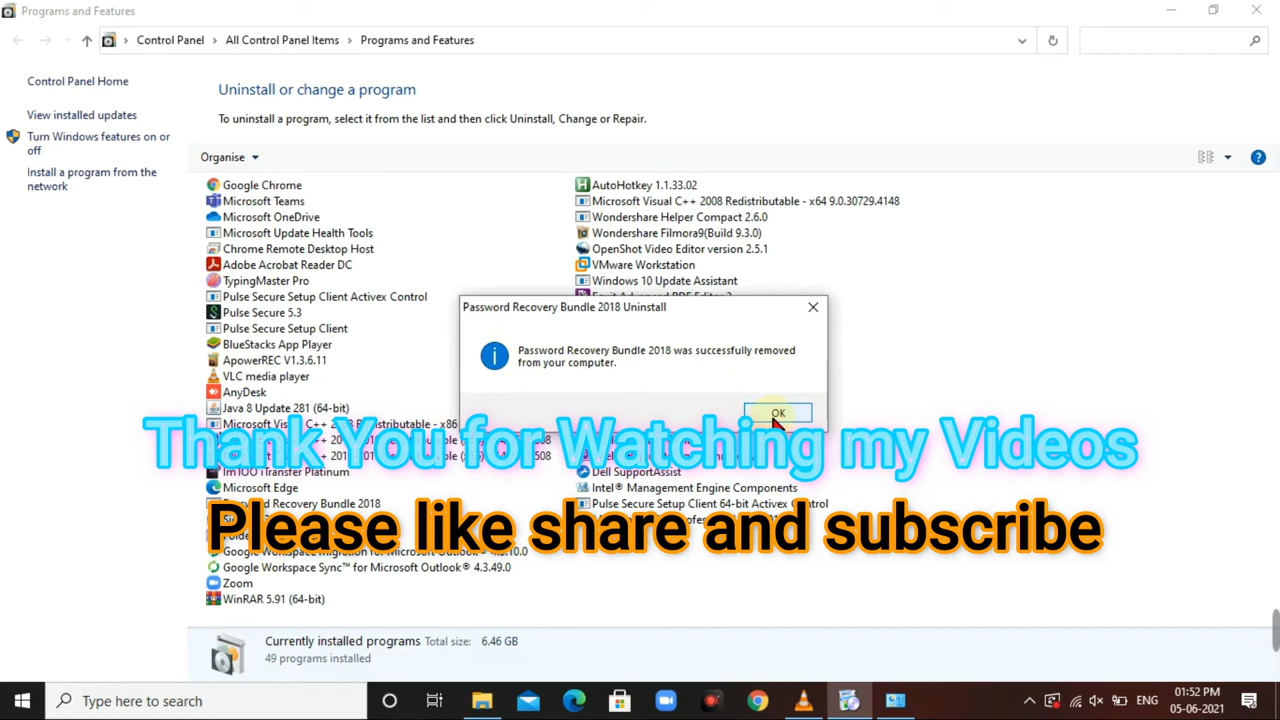 Programs and Features
Control Panel > All Control Panel Items > Programs and Features
Control Panel Home
View installed updates
Turn Windows features on or
off
Install a program from the
network
Uninstall or change a program
To uninstall a program, select it from the list and then click Uninstall, Change or Repair.
Organise
Google Chrome
Microsoft Teams
Microsoft OneDrive
Microsoft Update Health Tools
Chrome Remote Desktop Host
Adobe Acrobat Reader DC
TypingMaster Pro
Pulse Secure Setup Client Activex Control
Pulse Secure 5.3
Pulse Secure Setup Client
BlueStacks App Player
ApowerREC V1.3.6.11
VLC media player
AnyDesk
Java 8 Update 281 (64-bit)
ImTOO iTransfer Platinum
Microsoft Edge
Password Recovery Bundle 2018
Google Workspace Sync™ for Microsoft Outlook® 4.3.49.0
Zoom
WinRAR 5.91 (64-bit)
AutoHotkey 1.1.33.02
Microsoft Visual C++ 2008 Redistributable - x64 9.0.30729.4148
Wondershare Helper Compact 2.6.0
Wondershare Filmora9(Build 9.3.0)
OpenShot Video Editor version 2.5.1
VMware Workstation
Windows 10 Update Assistant
Dell SupportAssist
Intel® Management Engine Components
Pulse Secure Setup Client 64-bit Activex Control
Password Recovery Bundle 2018 Uninstall
Password Recovery Bundle 2018 was successfully removed
from your computer.
OK
Thank You for Watching my Videos
Please like share and subscribe
Currently installed programs Total size: 6.46 GB
49 programs installed
Type here to search
ENG
01:52 PM
05-06-2021